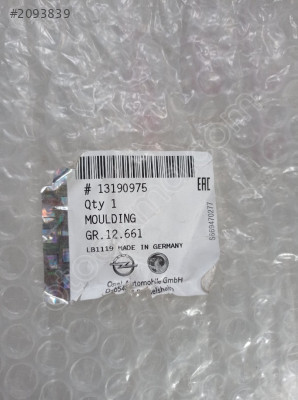 #2093839
# 13190975
Qty 1
MOULDING
GR.12.661
LB1119 MADE IN GERMANY
Opel Automobile GmbH
EAC